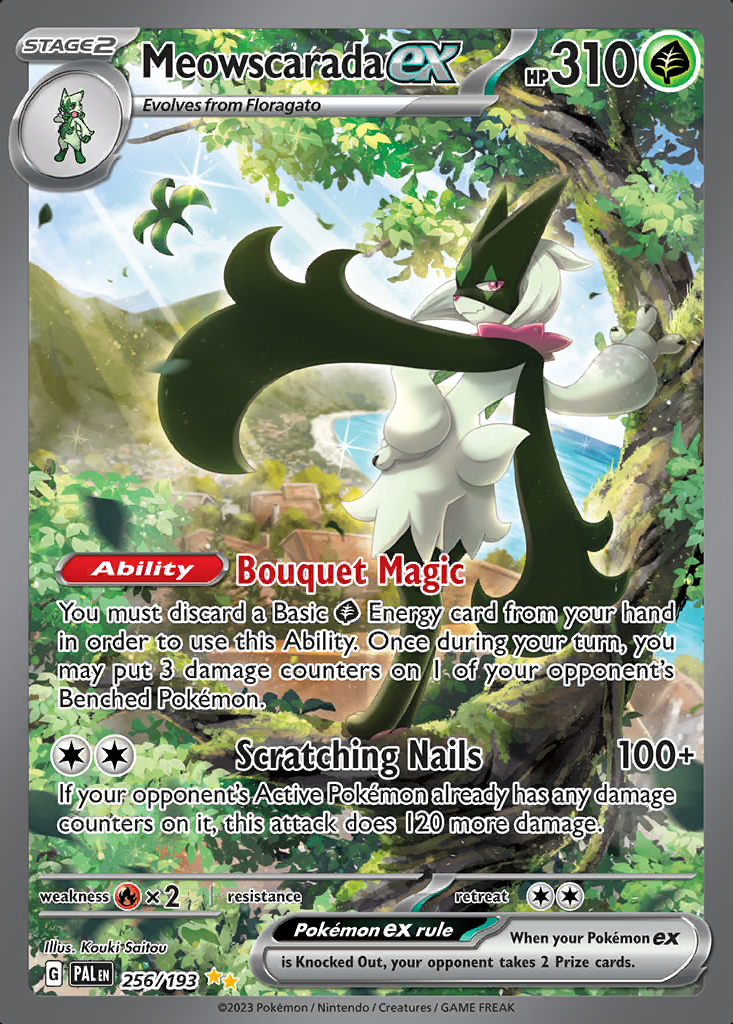 STAGE2
Meowscarada ex HP 310
Evolves from Floragato
Ability Bouquet Magic
You must discard a Basic Energy card from your hand
in order to use this Ability. Once during your turn, you
may put 3 damage counters on 1 of your opponent's
Benched Pokémon.
Scratching Nails 100+
If your opponent's Active Pokémon already has any damage
counters on it, this attack does 120 more damage.
weakness ×2 resistance retreat
Pokémon ex rule When your Pokémon ex
is Knocked Out, your opponent takes 2 Prize cards.
Illus. Kouki Saitou
G PAL EN 256/193
©2023 Pokémon / Nintendo / Creatures / GAME FREAK